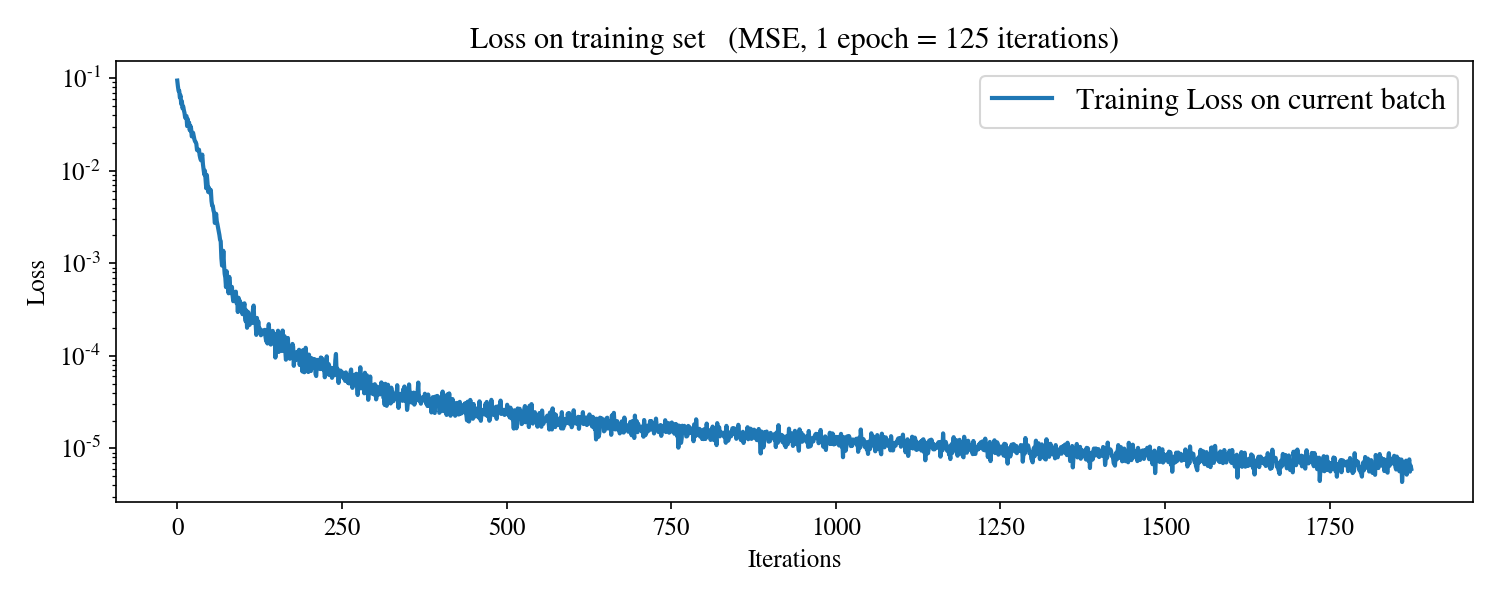 Loss on training set (MSE, 1 epoch = 125 iterations)
Training Loss on current batch
Loss
10-1
10-2
10-3
10-4
10-5
0 250 500 750 1000 1250 1500 1750
Iterations